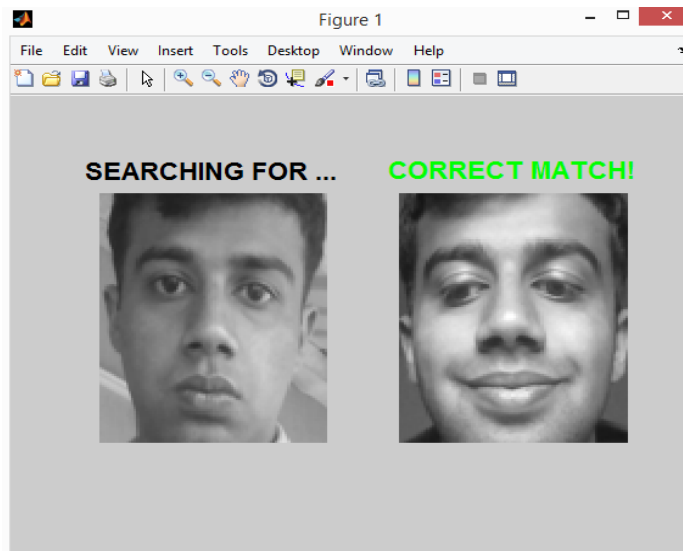 Figure 1
File Edit View Insert Tools Desktop Window Help
SEARCHING FOR ... CORRECT MATCH!